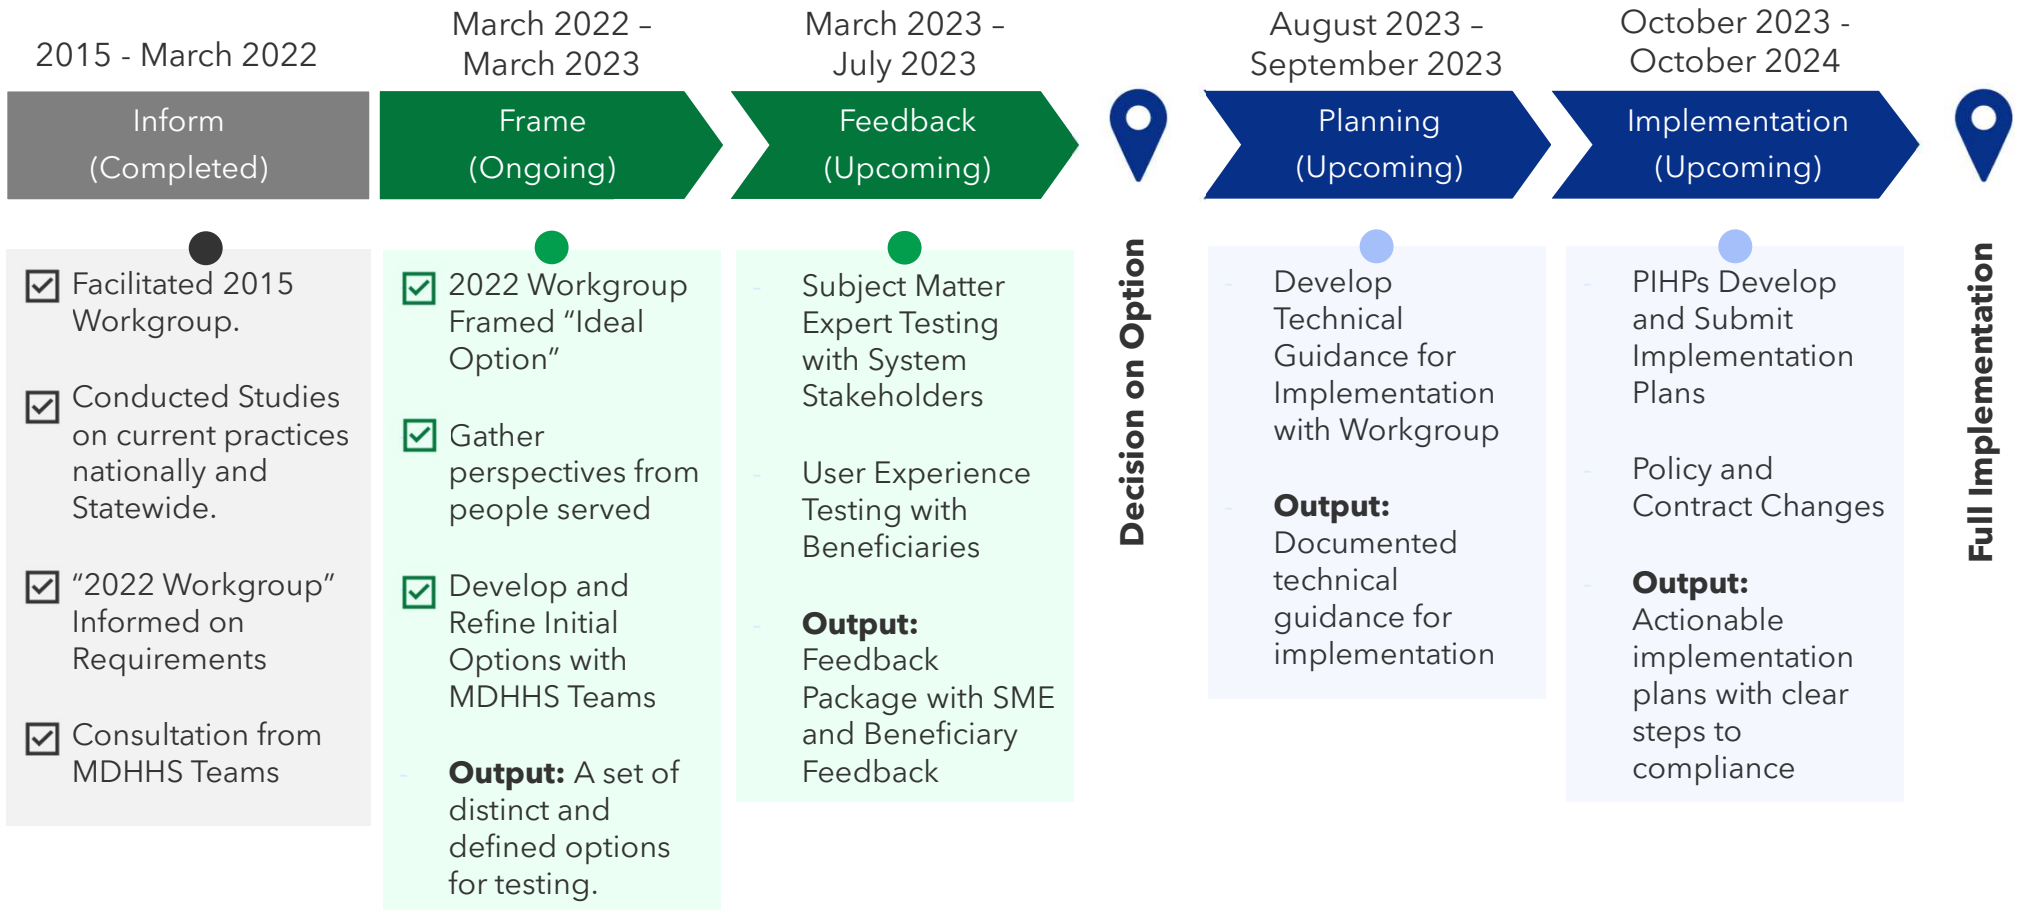 2015 - March 2022
Inform
(Completed)
Facilitated 2015
Workgroup.
Conducted Studies
on current practices
nationally and
Statewide.
“2022 Workgroup”
Informed on
Requirements
Consultation from
MDHHS Teams
March 2022 –
March 2023
Frame
(Ongoing)
2022 Workgroup
Framed “Ideal
Option”
Gather
perspectives from
people served
Develop and
Refine Initial
Options with
MDHHS Teams
- Output: A set of
distinct and
defined options
for testing.
March 2023 –
July 2023
Feedback
(Upcoming)
- Subject Matter
Expert Testing
with System
Stakeholders
- User Experience
Testing with
Beneficiaries
- Output:
Feedback
Package with SME
and Beneficiary
Feedback
Decision on Option
August 2023 –
September 2023
Planning
(Upcoming)
- Develop
Technical
Guidance for
Implementation
with Workgroup
- Output:
Documented
technical
guidance for
implementation
October 2023 -
October 2024
Implementation
(Upcoming)
- PIHPs Develop
and Submit
Implementation
Plans
- Policy and
Contract Changes
- Output:
Actionable
implementation
plans with clear
steps to
compliance
Full Implementation